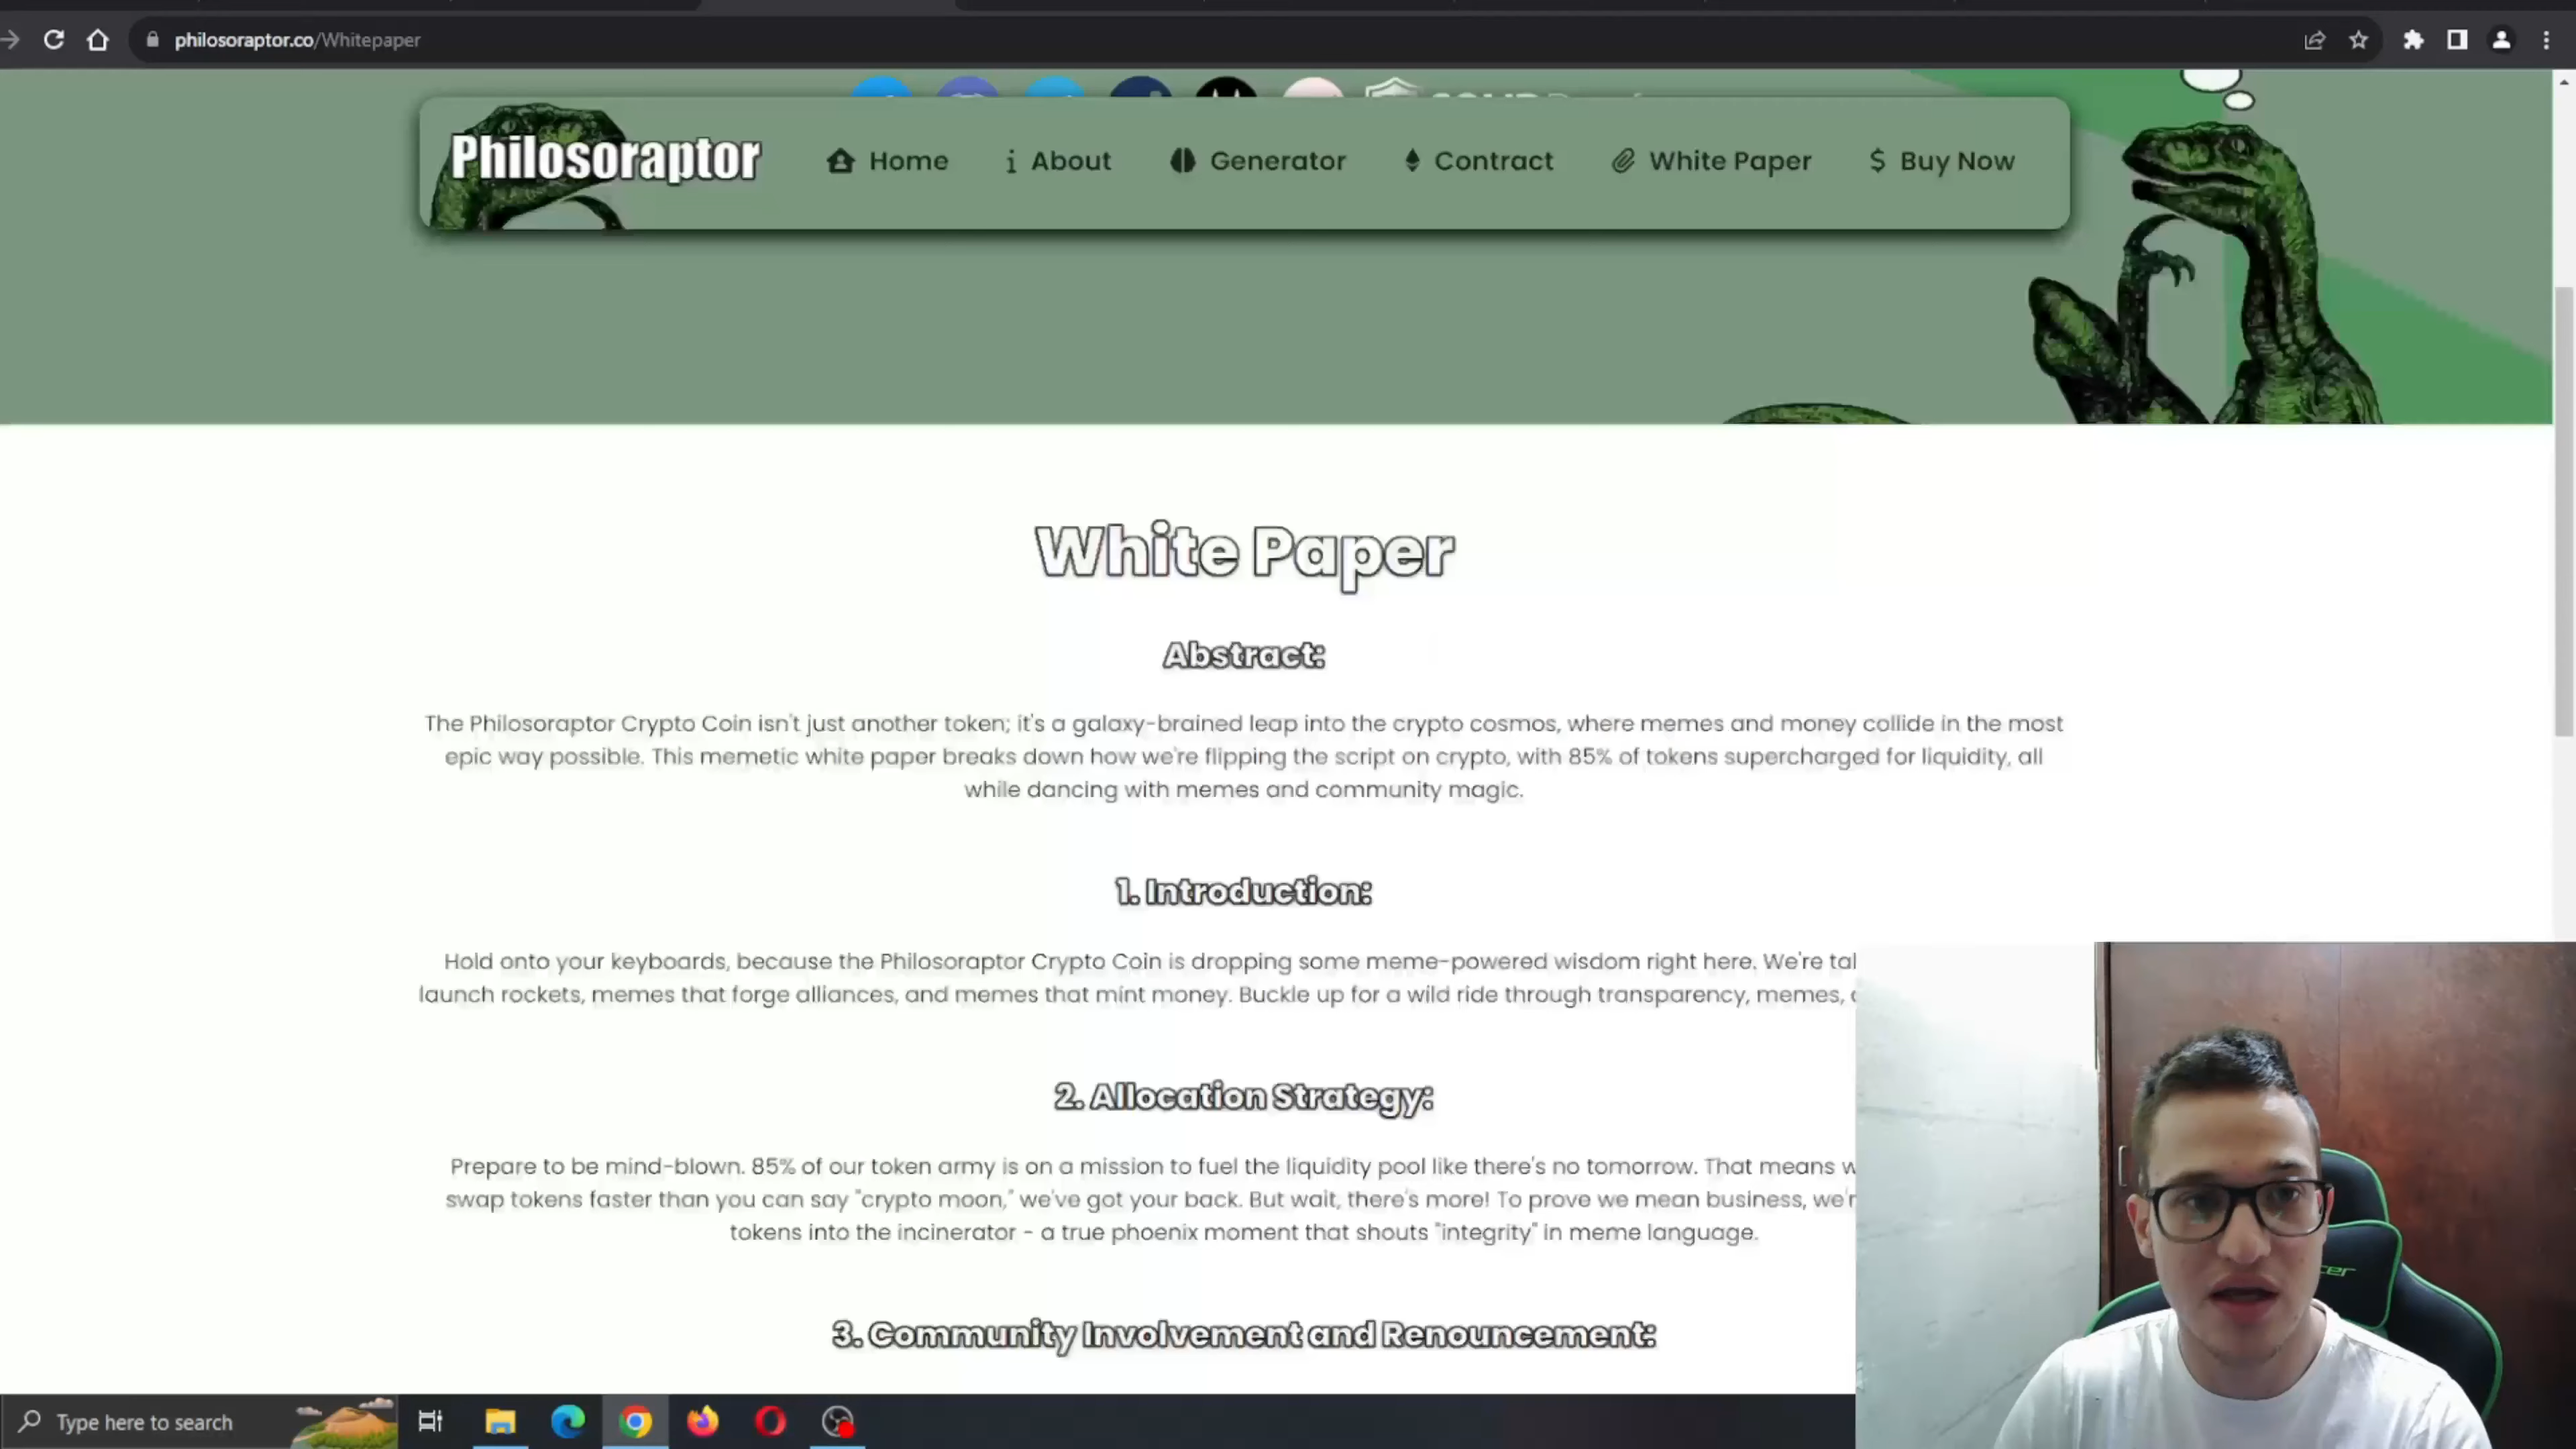 philosoraptor.co/Whitepaper
Philosoraptor
Home
About
Generator
Contract
White Paper
$ Buy Now
White Paper
Abstract:
The Philosoraptor Crypto Coin isn't just another token; it's a galaxy-brained leap into the crypto cosmos, where memes and money collide in the most
epic way possible. This memetic white paper breaks down how we're flipping the script on crypto, with 85% of tokens supercharged for liquidity, all
while dancing with memes and community magic.
1. Introduction:
Hold onto your keyboards, because the Philosoraptor Crypto Coin is dropping some meme-powered wisdom right here. We're
launch rockets, memes that forge alliances, and memes that mint money. Buckle up for a wild ride through transparency, memes,
2. Allocation Strategy:
Prepare to be mind-blown. 85% of our token army is on a mission to fuel the liquidity pool like there's no tomorrow. That means
swap tokens faster than you can say "crypto moon," we've got your back. But wait, there's more! To prove we mean business,
tokens into the incinerator - a true phoenix moment that shouts "integrity" in meme language.
3. Community Involvement and Renouncement:
Type here to search